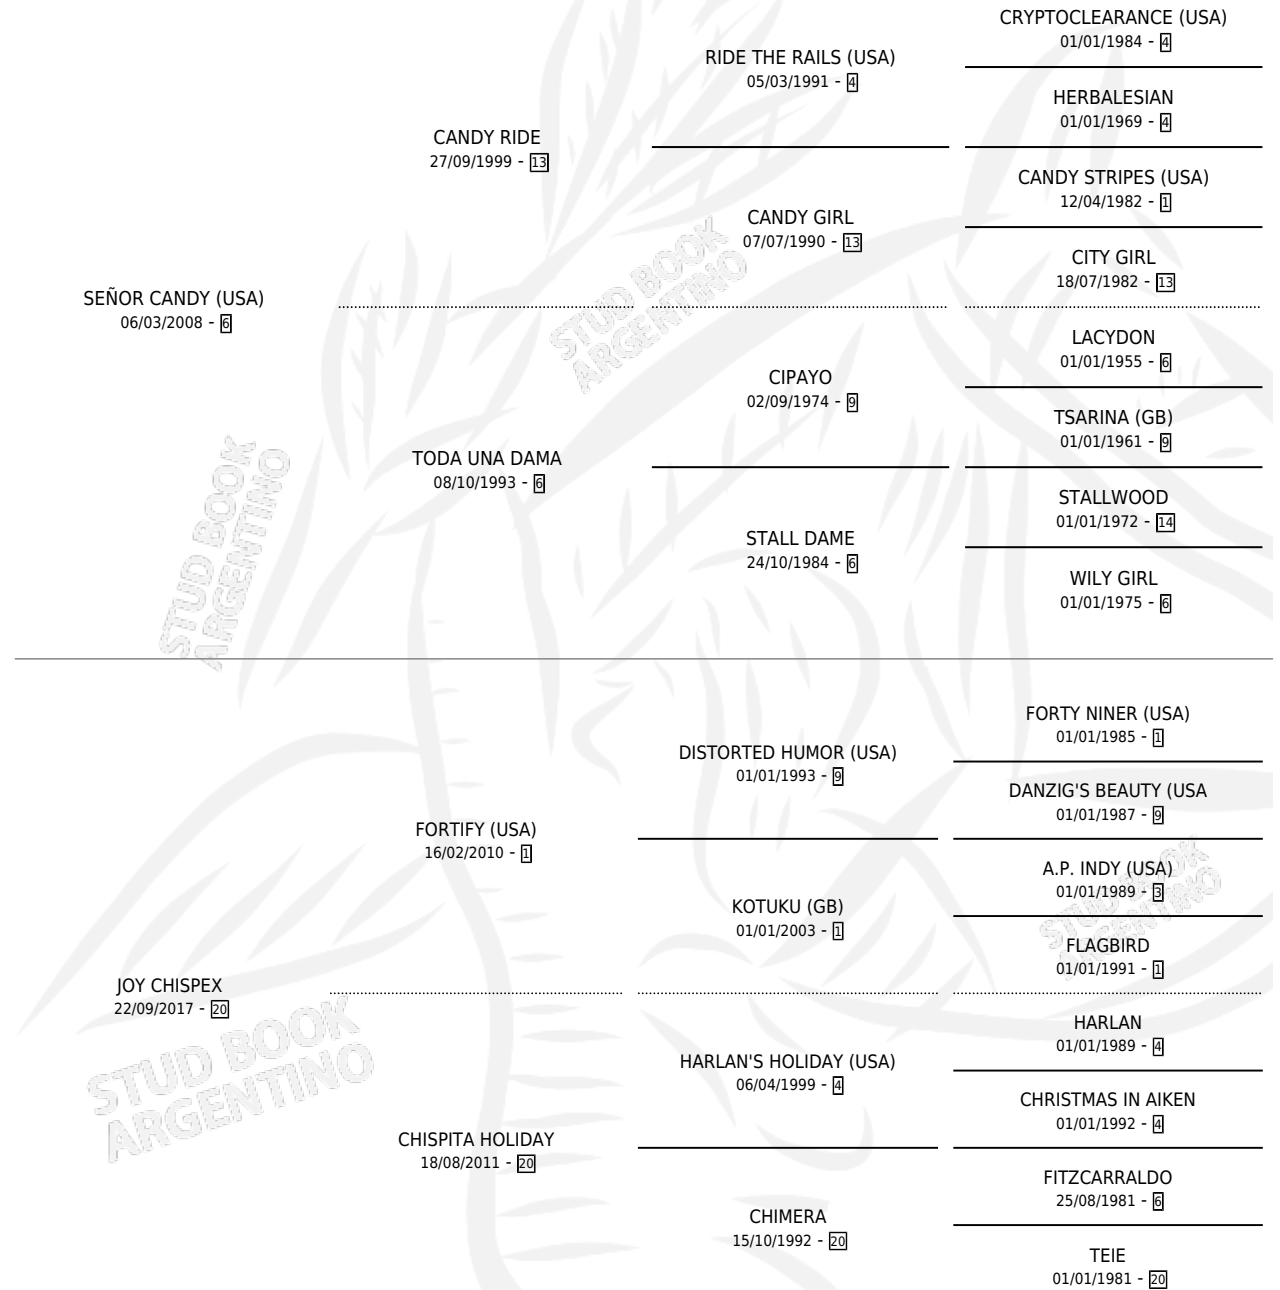 CRYPTOCLEARANCE (USA)
01/01/1984 - 4
RIDE THE RAILS (USA)
05/03/1991 - 4
HERBALESIAN
01/01/1969 - 4
CANDY RIDE
27/09/1999 - 13
CANDY STRIPES (USA)
12/04/1982 - 1
CANDY GIRL
07/07/1990 - 13
CITY GIRL
18/07/1982 - 13
SEÑOR CANDY (USA)
06/03/2008 - 6
LACYDON
01/01/1955 - 6
CIPAYO
02/09/1974 - 9
TSARINA (GB)
01/01/1961 - 9
TODA UNA DAMA
08/10/1993 - 6
STALLWOOD
01/01/1972 - 14
STALL DAME
24/10/1984 - 6
WILY GIRL
01/01/1975 - 6
STUD BOOK
ARGENTINO
STUD BOOK
ARGENTINO
FORTY NINER (USA)
01/01/1985 - 1
DISTORTED HUMOR (USA)
01/01/1993 - 9
DANZIG'S BEAUTY (USA
01/01/1987 - 9
FORTIFY (USA)
16/02/2010 - 1
A.P. INDY (USA)
01/01/1989 - 3
KOTUKU (GB)
01/01/2003 - 1
FLAGBIRD
01/01/1991 - 1
JOY CHISPEX
22/09/2017 - 20
HARLAN
01/01/1989 - 4
HARLAN'S HOLIDAY (USA)
06/04/1999 - 4
CHRISTMAS IN AIKEN
01/01/1992 - 4
CHISPITA HOLIDAY
18/08/2011 - 20
FITZCARRALDO
25/08/1981 - 6
CHIMERA
15/10/1992 - 20
TEIE
01/01/1981 - 20
STUD BOOK
ARGENTINO
STUD BOOK
ARGENTINO